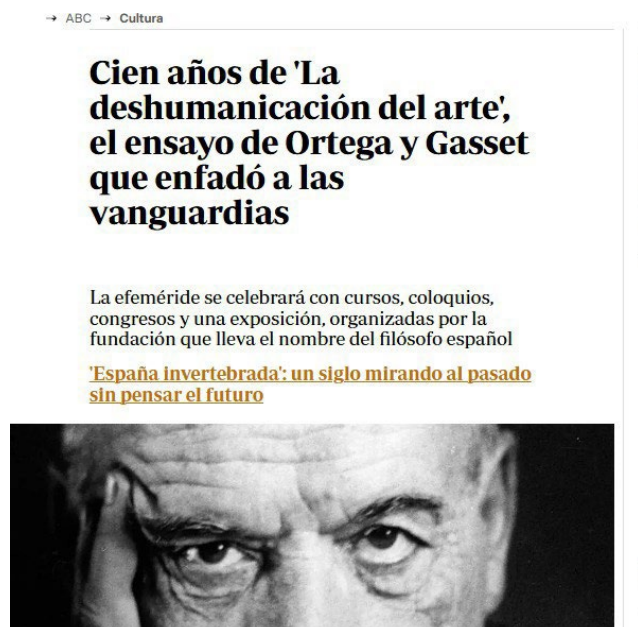 → ABC → Cultura
Cien años de 'La
deshumanicación del arte',
el ensayo de Ortega y Gasset
que enfadó a las
vanguardias
La efeméride se celebrará con cursos, coloquios,
congresos y una exposición, organizadas por la
fundación que lleva el nombre del filósofo español
'España invertebrada': un siglo mirando al pasado
sin pensar el futuro